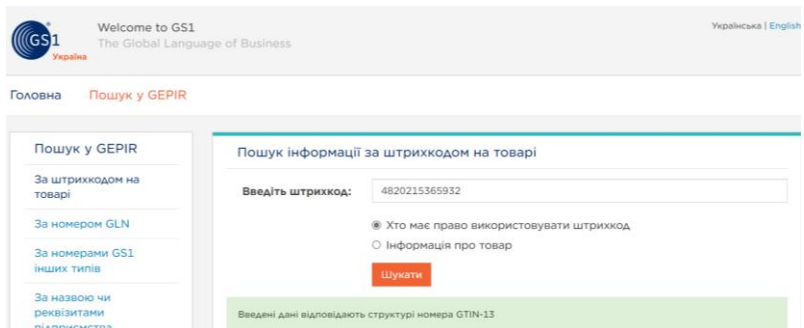 GS1
Україна
Welcome to GS1
The Global Language of Business
Українська | English
Головна
Пошук у GEPIR
Пошук у GEPIR
За штрихкодом на
товарі
За номером GLN
За номерами GS1
інших типів
За назвою чи
реквізитами
підприємства
Пошук інформації за штрихкодом на товарі
Введіть штрихкод: 4820215365932
Хто має право використовувати штрихкод
Інформація про товар
Шукати
Введені дані відповідають структурі номера GTIN-13